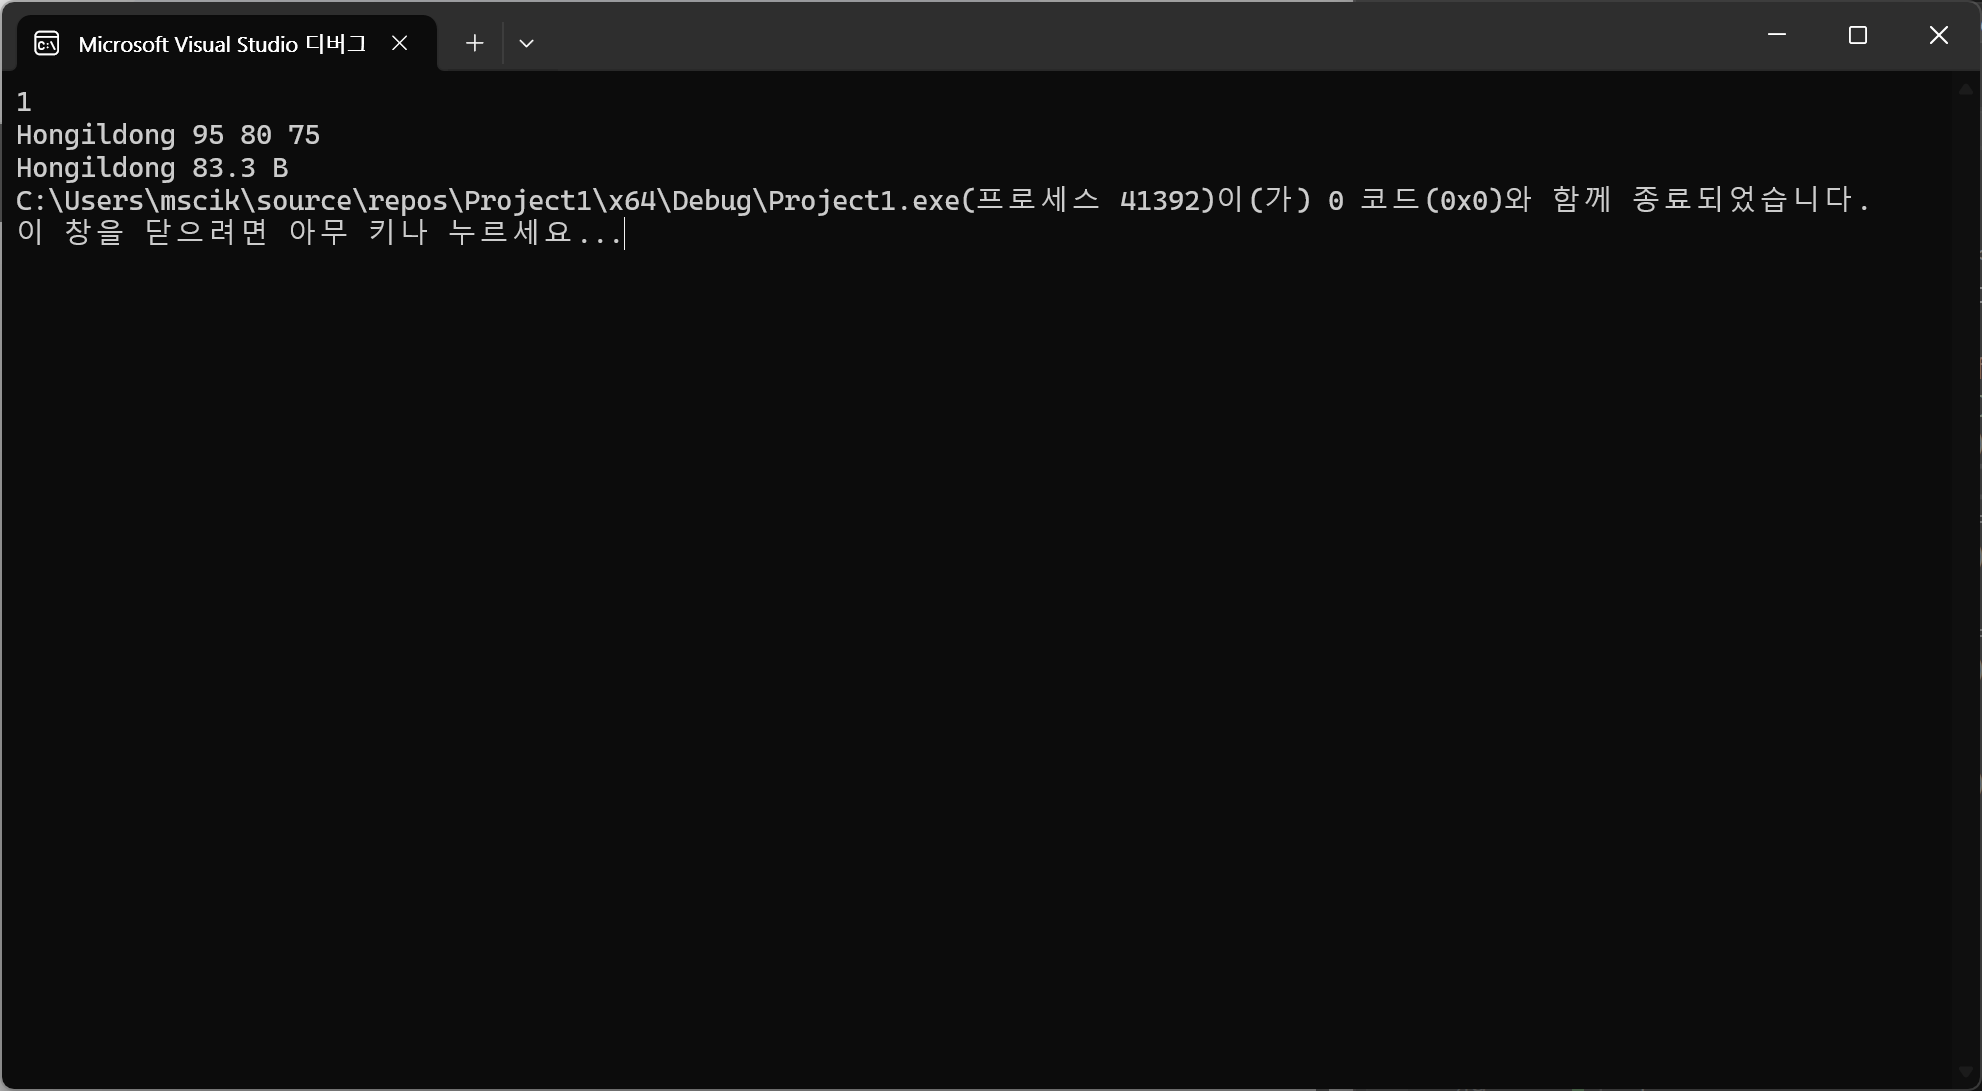 Microsoft Visual Studio 디버그
1
Hongildong 95 80 75
Hongildong 83.3 B
C:\Users\mscik\source\repos\Project1\x64\Debug\Project1.exe(프로세스 41392)이(가) 0 코드(0x0)와 함께 종료되었습니다.
이 창을 닫으려면 아무 키나 누르세요...